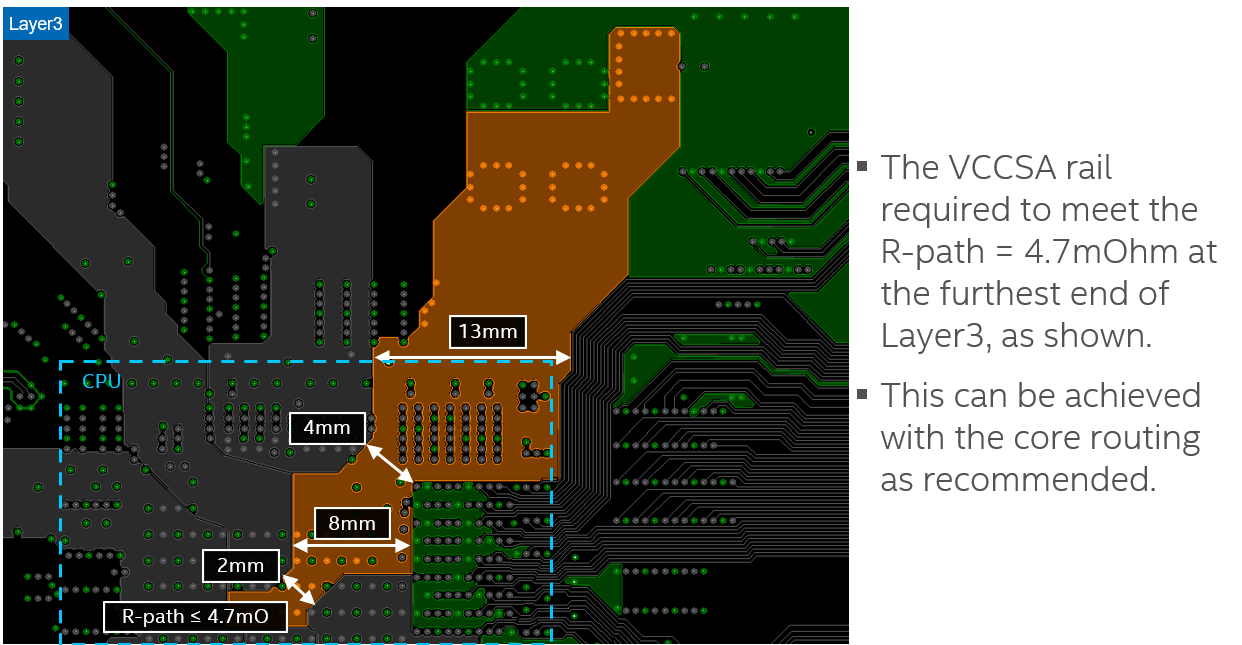 Layer3
13mm
CPU
4mm
8mm
2mm
R-path ≤ 4.7mO
▪ The VCCSA rail
required to meet the
R-path = 4.7mOhm at
the furthest end of
Layer3, as shown.
▪ This can be achieved
with the core routing
as recommended.